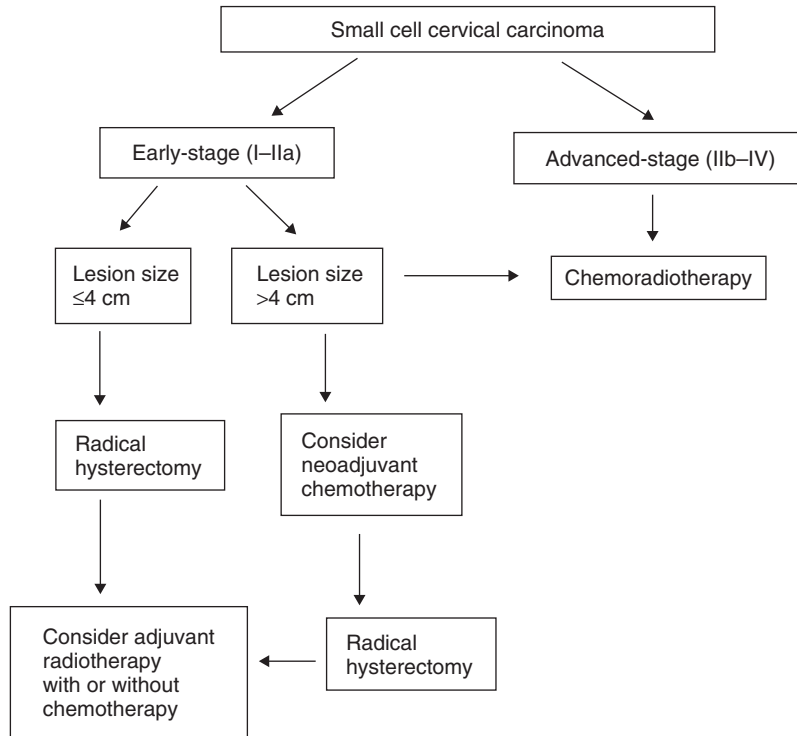 Small cell cervical carcinoma
Early-stage (I–IIa)
Advanced-stage (IIb–IV)
Lesion size
≤4 cm
Lesion size
>4 cm
Chemoradiotherapy
Radical
hysterectomy
Consider
neoadjuvant
chemotherapy
Consider adjuvant
radiotherapy
with or without
chemotherapy
Radical
hysterectomy